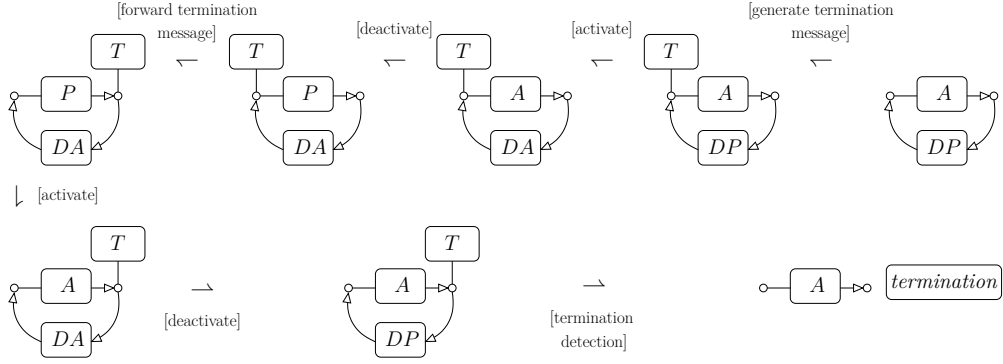 [forward termination
message]
[deactivate]
[activate]
[generate termination
message]
T
T
T
T
P
P
A
A
A
DA
DA
DA
DP
DP
[activate]
T
T
A
A
A
termination
[deactivate]
[termination
detection]
DA
DP